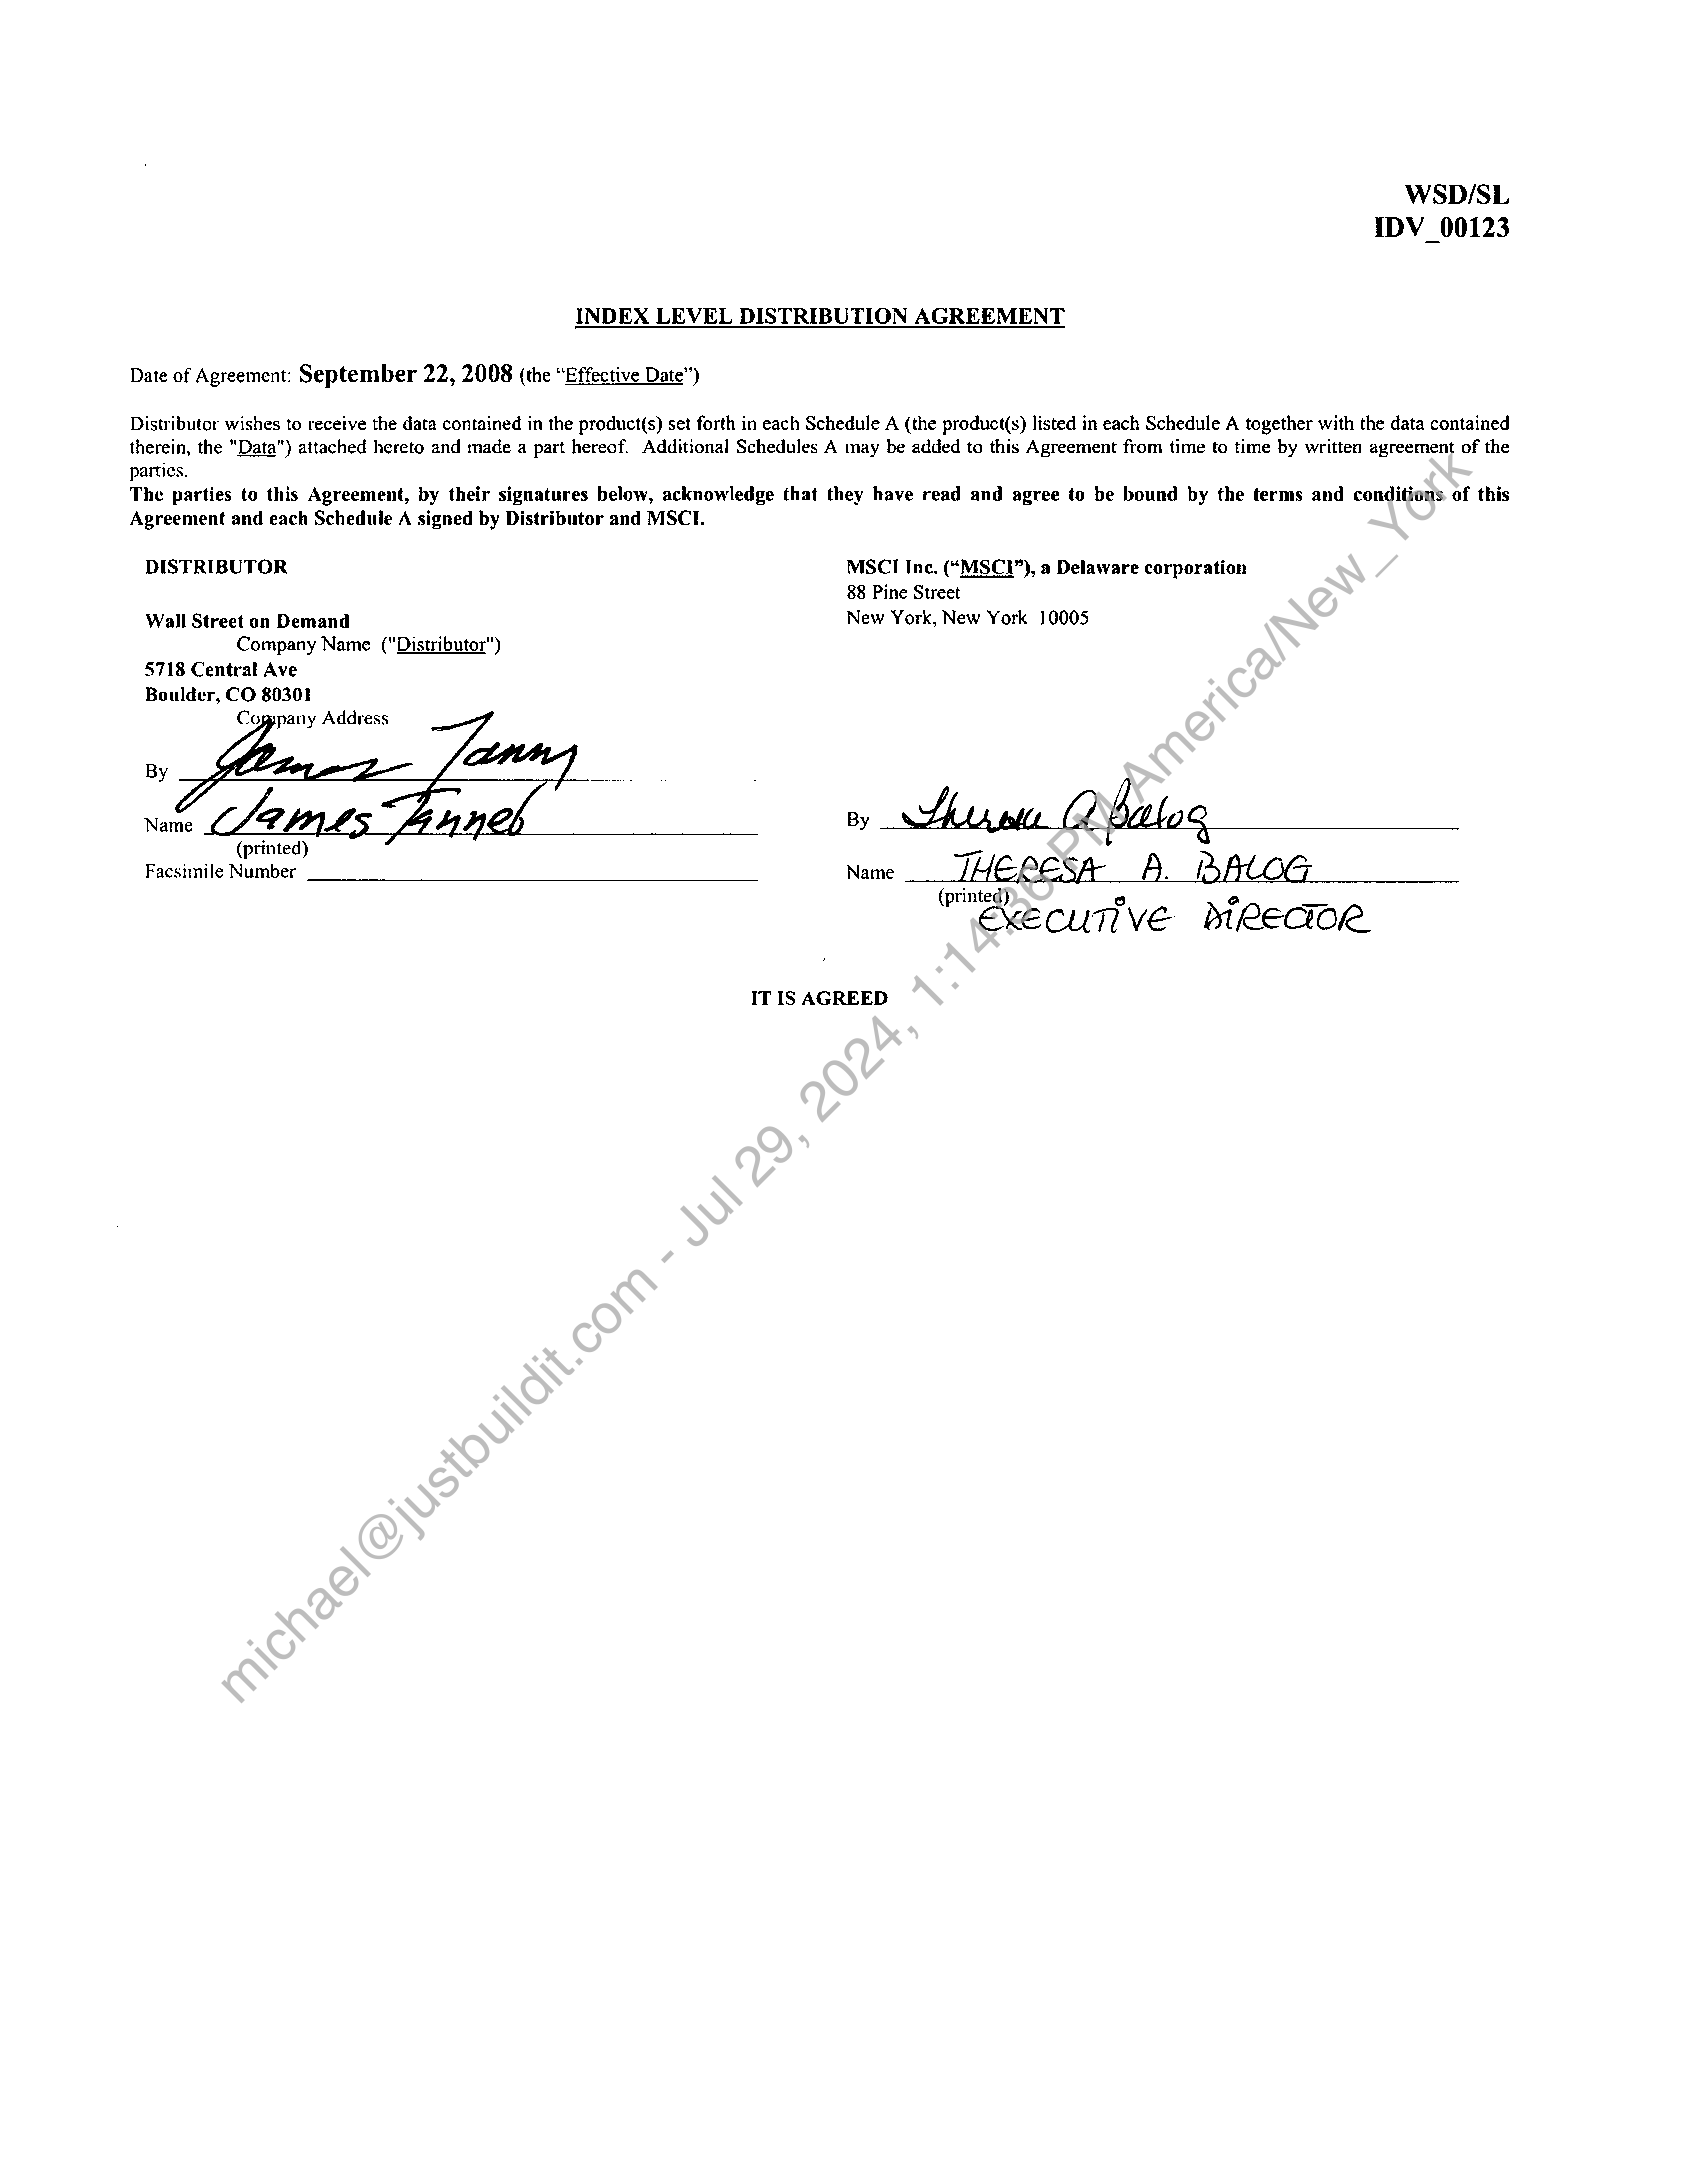 WSD/SL
IDV_00123
INDEX LEVEL DISTRIBUTION AGREEMENT
Date of Agreement: September 22, 2008 (the “Effective Date”)
Distributor wishes to receive the data contained in the product(s) set forth in each Schedule A (the product(s) listed in each Schedule A together with the data contained
therein, the "Data") attached hereto and made a part hereof. Additional Schedules A may be added to this Agreement from time to time by written agreement of the
parties.
The parties to this Agreement, by their signatures below, acknowledge that they have read and agree to be bound by the terms and conditions of this
Agreement and each Schedule A signed by Distributor and MSCI.
DISTRIBUTOR
Wall Street on Demand
Company Name ("Distributor")
5718 Central Ave
Boulder, CO 80301
Company Address
By James Tanner
Name James Tanner
(printed)
Facsimile Number
MSCI Inc. (“MSCI”), a Delaware corporation
88 Pine Street
New York, New York 10005
By Theresa A Balog
Name THERESA A. BALOG
(printed)
EXECUTIVE DIRECTOR
IT IS AGREED
michael@justbuildit.com - Jul 29, 2024, 1:14:36 PM America/New_York